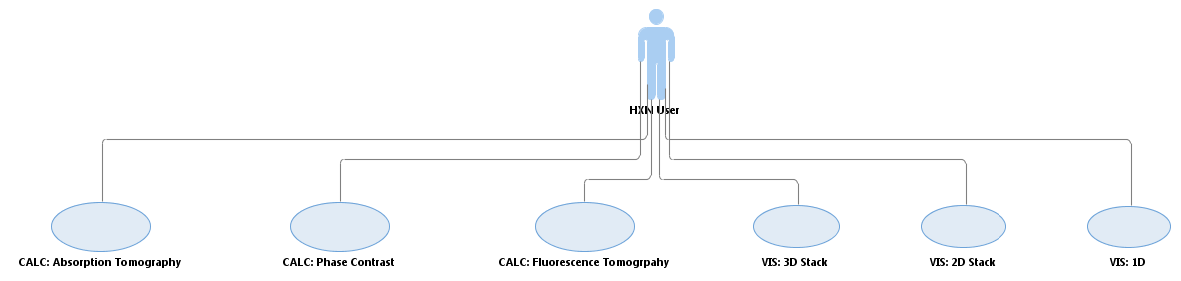 HXN User
CALC: Absorption Tomography
CALC: Phase Contrast
CALC: Fluorescence Tomogrpahy
VIS: 3D Stack
VIS: 2D Stack
VIS: 1D